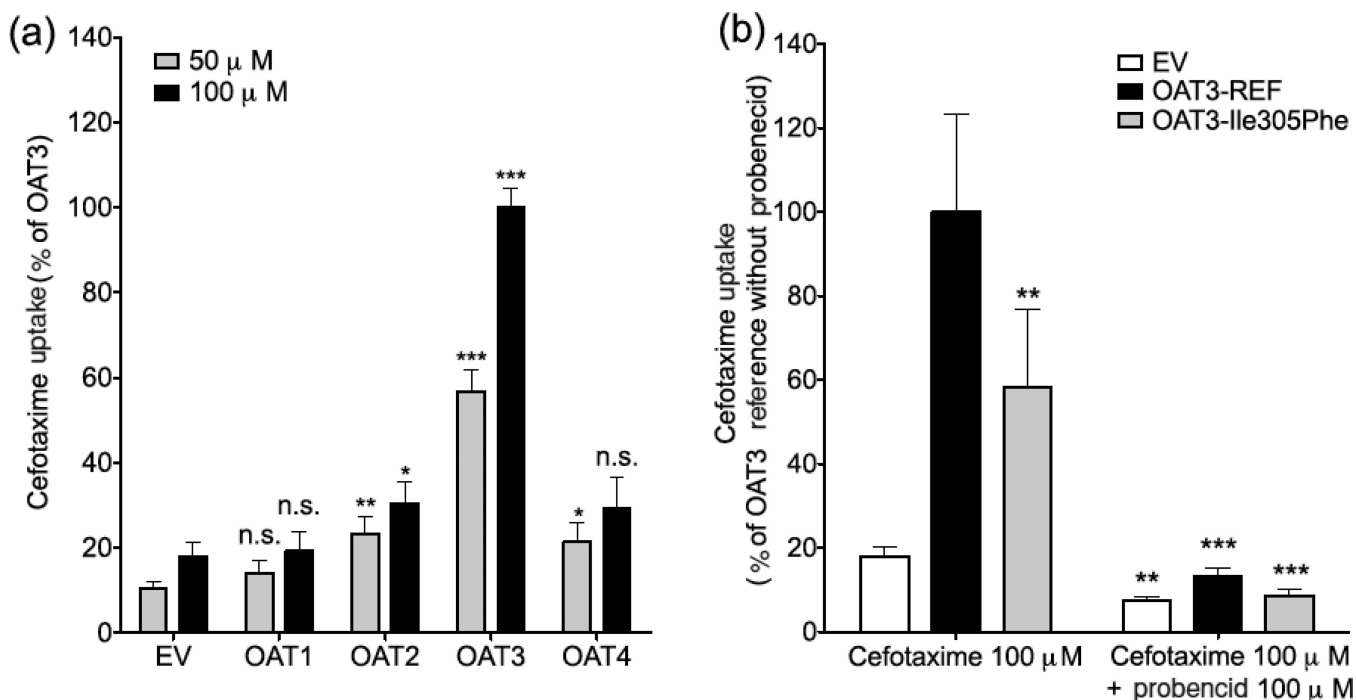 (a)
Cefotaxime uptake (% of OAT3)
140
120
100
80
60
40
20
0
50 μ M
100 μ M
n.s.
n.s.
**
*
***
***
*
n.s.
EV
OAT1
OAT2
OAT3
OAT4
(b)
Cefotaxime uptake
(% of OAT3 reference without probenecid)
140
120
100
80
60
40
20
0
EV
OAT3-REF
OAT3-Ile305Phe
**
**
***
***
Cefotaxime 100 μ M
Cefotaxime 100 μ M
+ probencid 100 μ M